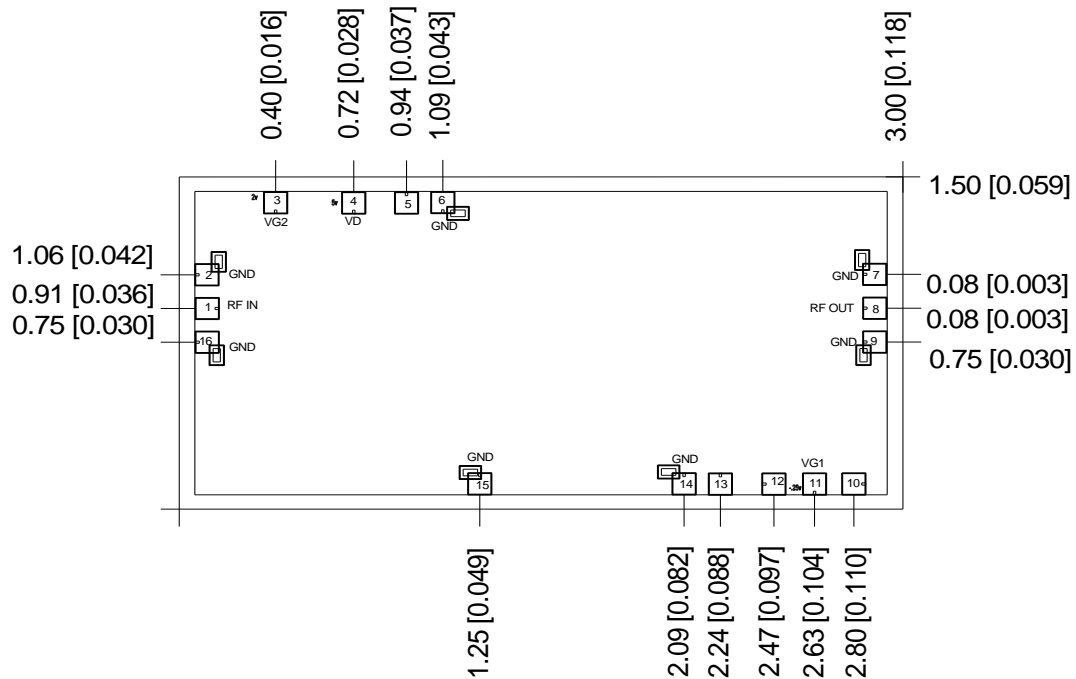 0.40 [0.016]
0.72 [0.028]
0.94 [0.037]
1.09 [0.043]
3.00 [0.118]
1.50 [0.059]
2v
3
VG2
5v
4
VD
5
6
GND
1.06 [0.042]
2
GND
0.91 [0.036]
1
RF IN
0.75 [0.030]
16
GND
GND
7
0.08 [0.003]
RF OUT
8
0.08 [0.003]
GND
9
0.75 [0.030]
GND
15
GND
14
13
12
VG1
-.25v
11
10
1.25 [0.049]
2.09 [0.082]
2.24 [0.088]
2.47 [0.097]
2.63 [0.104]
2.80 [0.110]